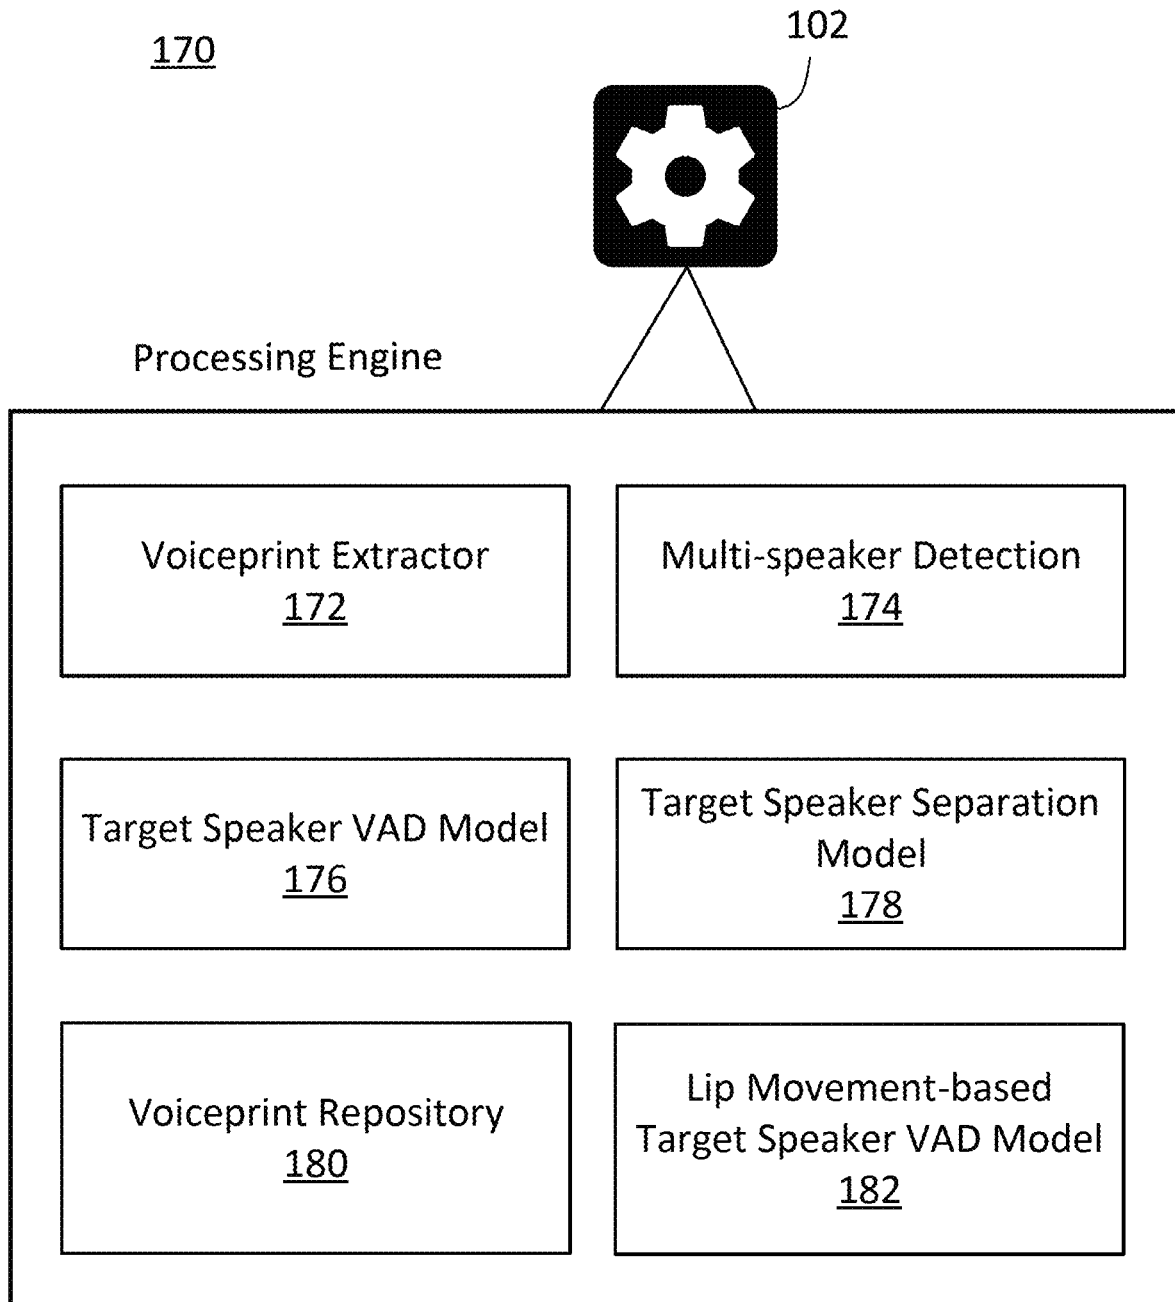 170
102
Processing Engine
Voiceprint Extractor
172
Multi-speaker Detection
174
Target Speaker VAD Model
176
Target Speaker Separation
Model
178
Voiceprint Repository
180
Lip Movement-based
Target Speaker VAD Model
182